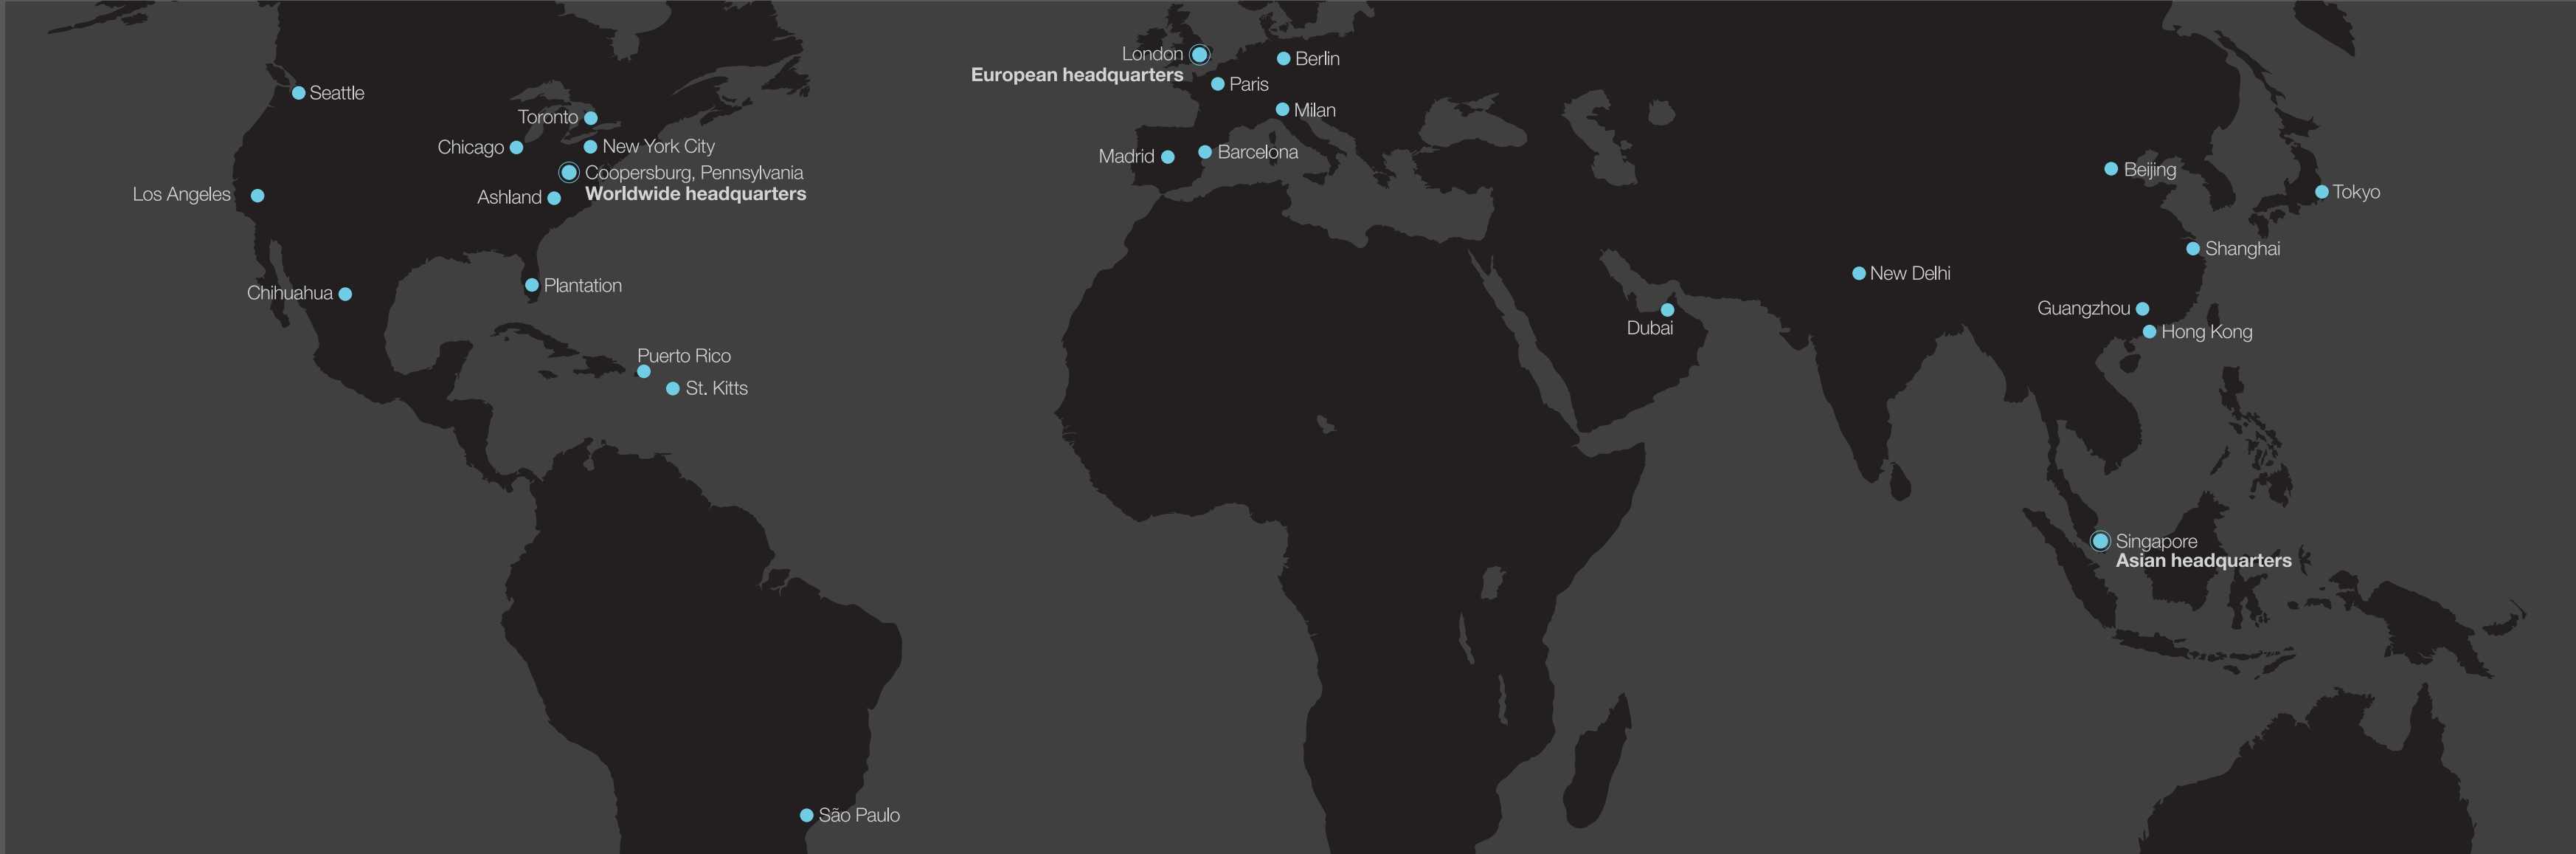 London
European headquarters
Berlin
Paris
Seattle
Milan
Toronto
Chicago
New York City
Madrid
Barcelona
Coopersburg, Pennsylvania
Worldwide headquarters
Beijing
Los Angeles
Ashland
Tokyo
Shanghai
New Delhi
Plantation
Chihuahua
Guangzhou
Dubai
Hong Kong
Puerto Rico
St. Kitts
Singapore
Asian headquarters
São Paulo